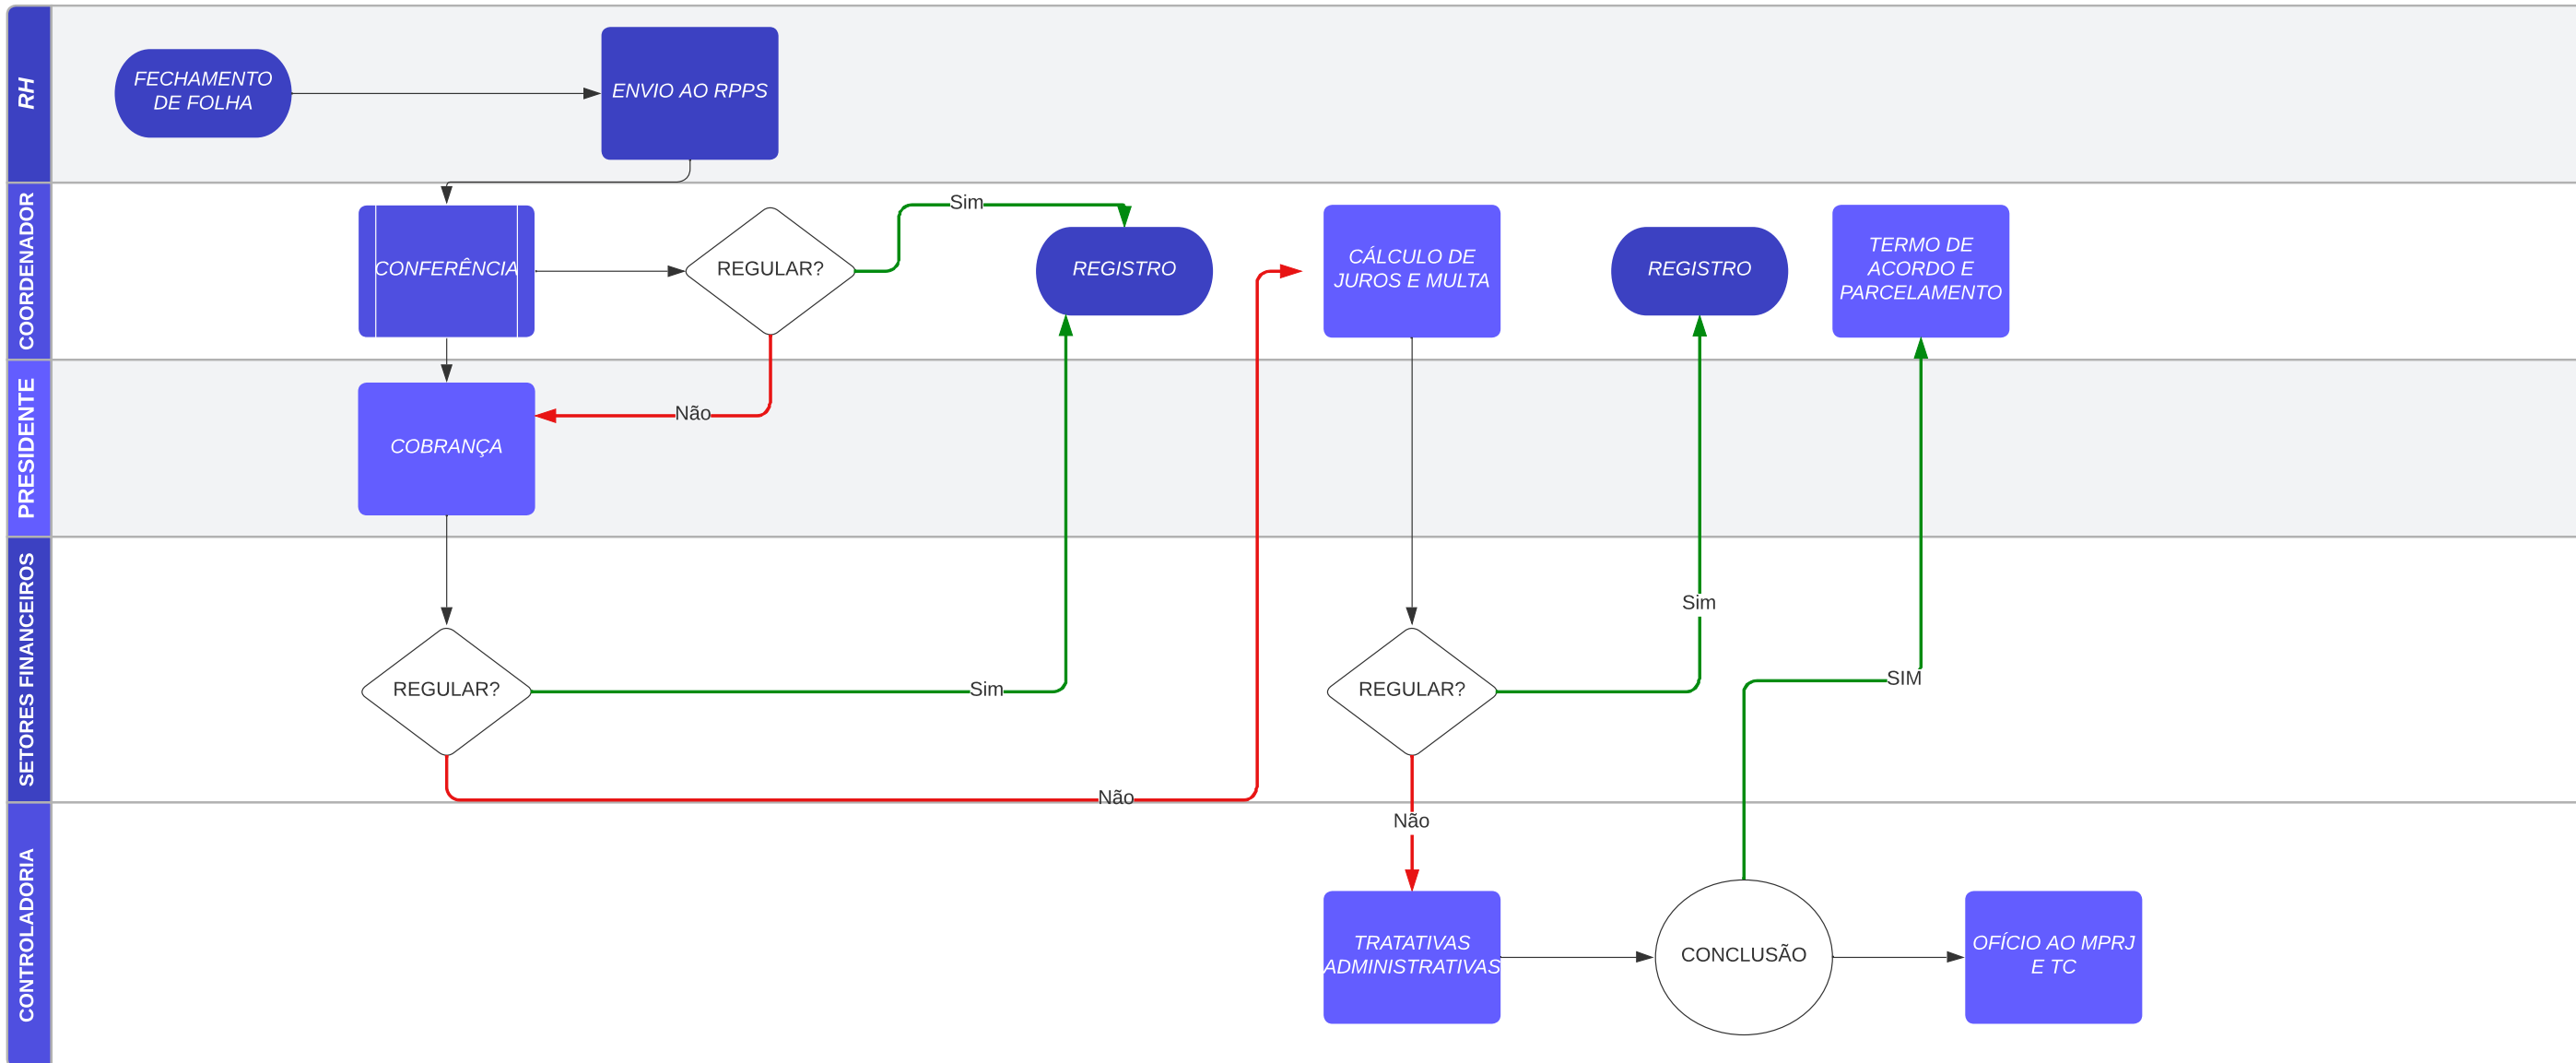 RH
FECHAMENTO
DE FOLHA
ENVIO AO RPPS
COORDENADOR
CONFERÊNCIA
REGULAR?
Sim
REGISTRO
CÁLCULO DE
JUROS E MULTA
REGISTRO
TERMO DE
ACORDO E
PARCELAMENTO
PRESIDENTE
COBRANÇA
Não
SETORES FINANCEIROS
REGULAR?
Sim
Não
REGULAR?
Sim
SIM
Não
CONTROLADORIA
TRATATIVAS
ADMINISTRATIVAS
CONCLUSÃO
OFÍCIO AO MPRJ
E TC